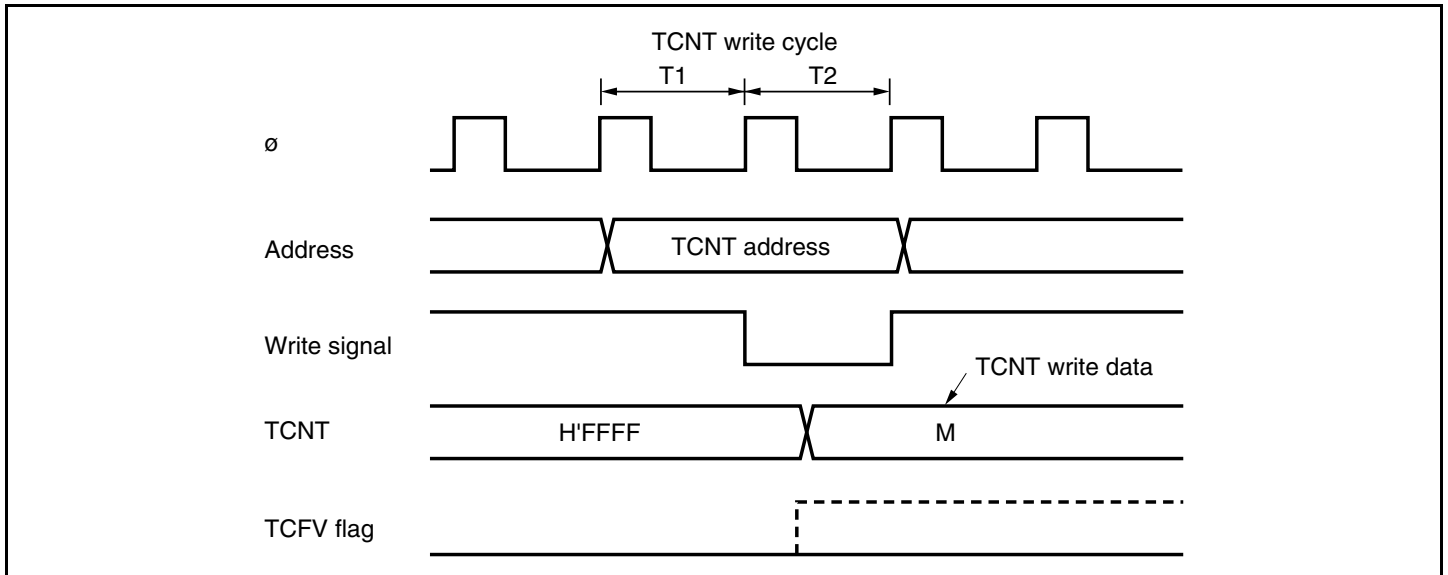 TCNT write cycle
T1 T2
ø
Address
TCNT address
Write signal
TCNT write data
TCNT
H'FFFF
M
TCFV flag